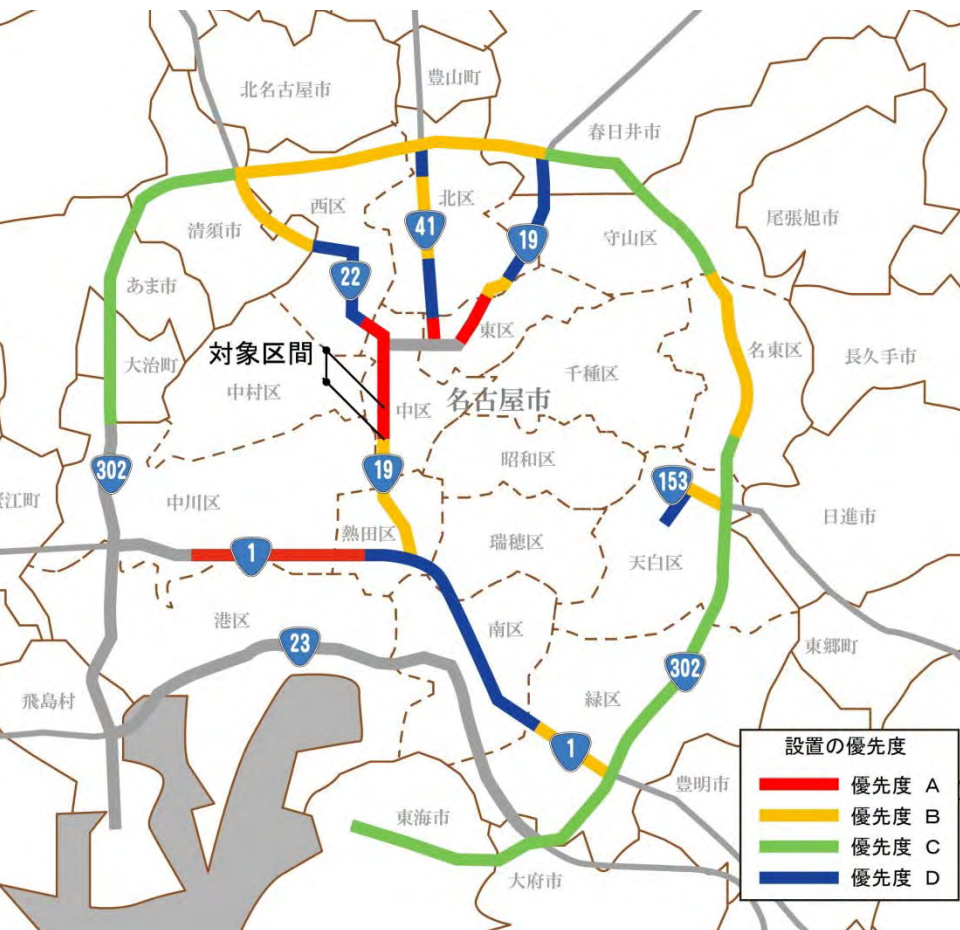 豊山町
北名古屋市
春日井市
西区
北区
尾張旭市
清須市
41
19
守山区
22
あま市
東区
対象区間
名東区
大治町
長久手市
中村区
千種区
中区
名古屋市
昭和区
302
19
153
江町
中川区
日進市
熱田区
瑞穂区
1
天白区
港区
南区
23
東郷町
302
飛島村
緑区
1
設置の優先度
豊明市
優先度 A
東海市
優先度 B
優先度 C
大府市
優先度 D